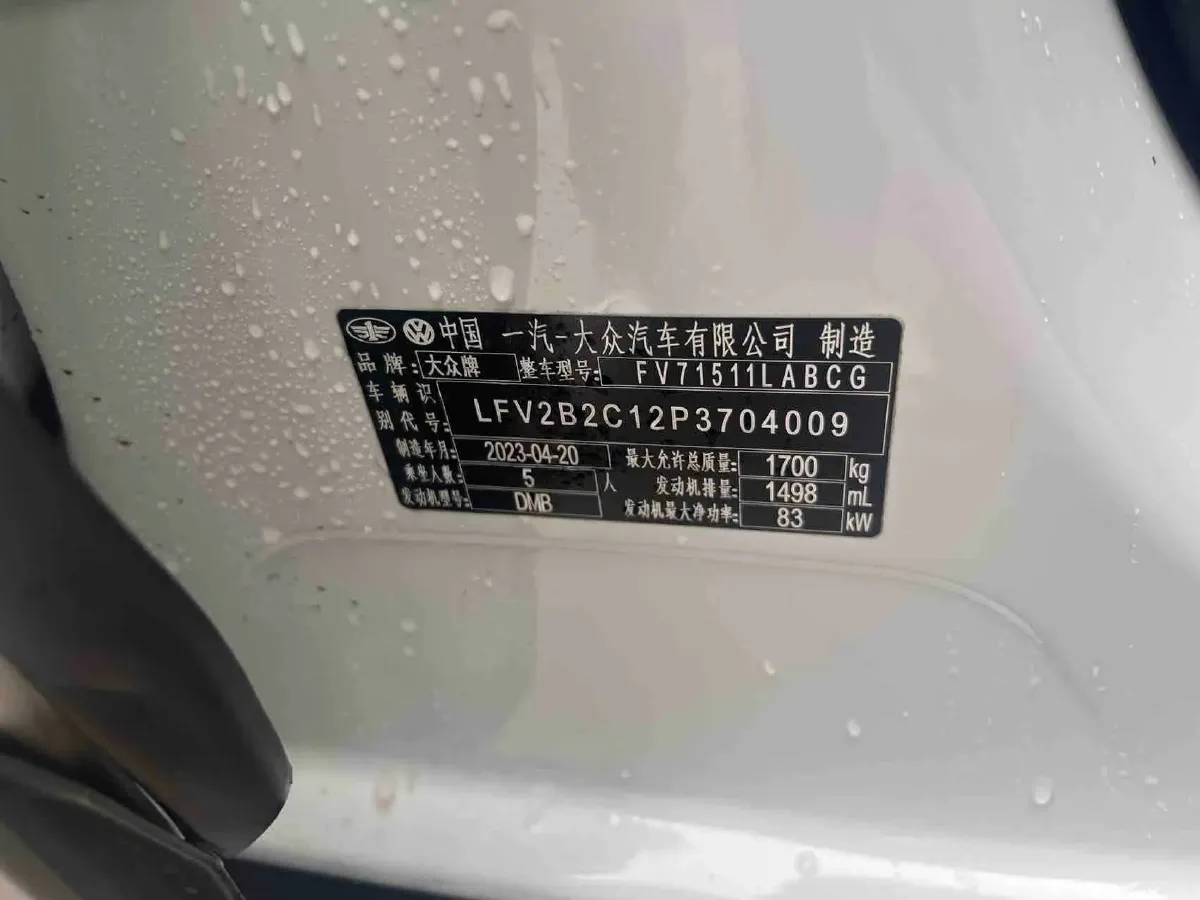 中国 一汽-大众汽车有限公司 制造
品牌:大众牌 整车型号:FV71511LABCG
车辆识别代号:LFV2B2C12P3704009
制造年月:2023-04-20 最大允许总质量:1700 kg
乘坐人数:5 人 发动机排量:1498 mL
发动机型号:DMB 发动机最大净功率:83 kW